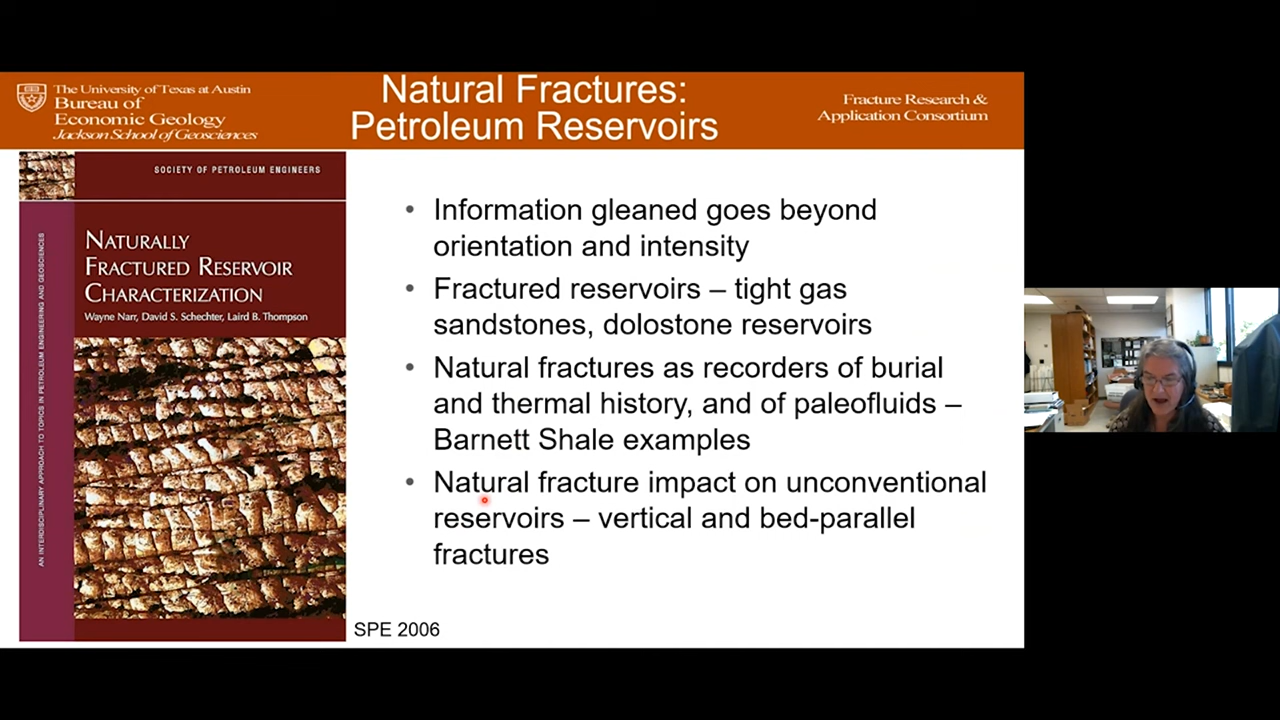 The University of Texas at Austin
Bureau of
Economic Geology
Jackson School of Geosciences
Natural Fractures:
Petroleum Reservoirs
Fracture Research &
Application Consortium
SOCIETY OF PETROLEUM ENGINEERS
NATURALLY
FRACTURED RESERVOIR
CHARACTERIZATION
Wayne Narr, David S. Schechter, Laird B. Thompson
AN INTERDISCIPLINARY APPROACH TO TOPICS IN PETROLEUM ENGINEERING AND GEOSCIENCES
• Information gleaned goes beyond
orientation and intensity
• Fractured reservoirs – tight gas
sandstones, dolostone reservoirs
• Natural fractures as recorders of burial
and thermal history, and of paleofluids –
Barnett Shale examples
• Natural fracture impact on unconventional
reservoirs – vertical and bed-parallel
fractures
SPE 2006